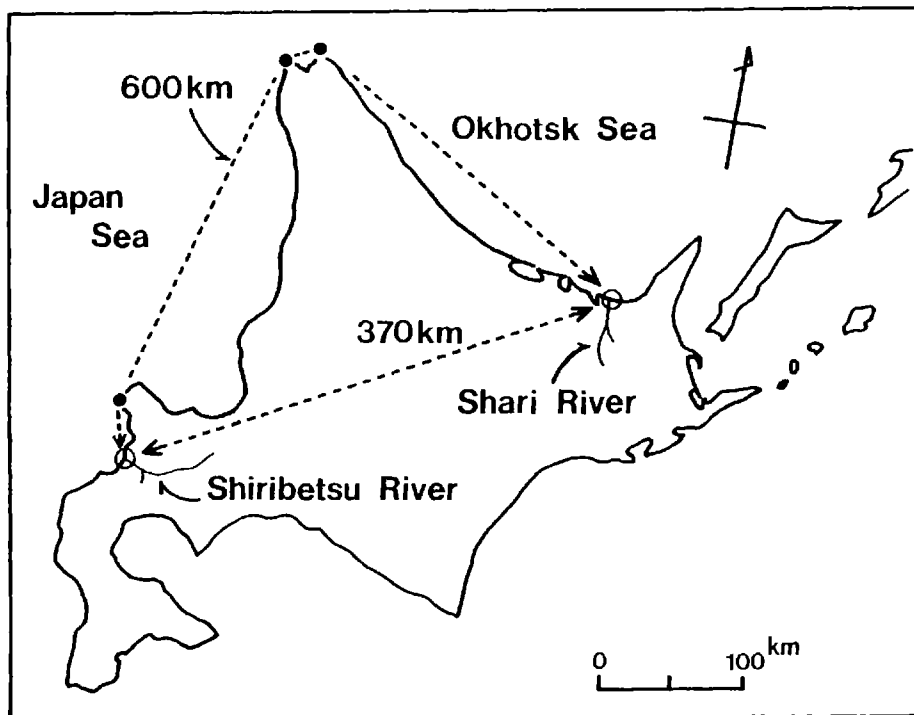 600km
Okhotsk Sea
Japan
Sea
370km
Shari River
Shiribetsu River
0 100km